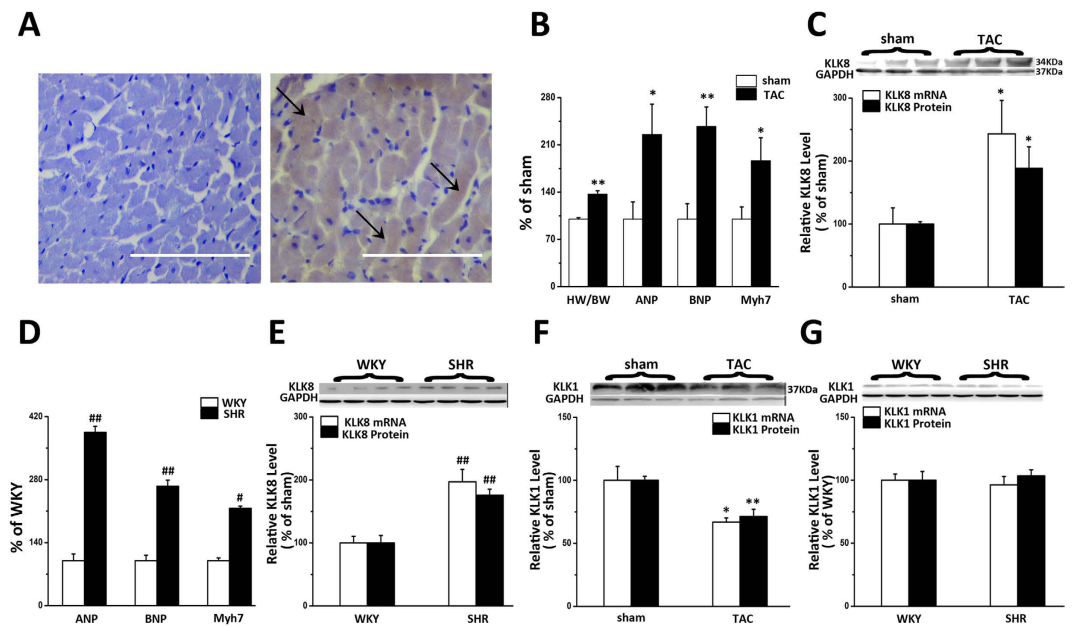 A
B
sham
TAC
280
210
140
70
0
% of sham
**
*
**
*
HW/BW ANP BNP Myh7
C
sham TAC
KLK8 34KDa
GAPDH 37KDa
KLK8 mRNA
KLK8 Protein
300
200
100
0
Relative KLK8 Level
( % of sham)
*
*
sham TAC
D
WKY
SHR
420
280
140
0
% of WKY
##
##
#
ANP BNP Myh7
E
WKY SHR
KLK8
GAPDH
KLK8 mRNA
KLK8 Protein
300
200
100
0
Relative KLK8 Level
( % of sham)
##
##
WKY SHR
F
sham TAC
KLK1 37KDa
GAPDH
KLK1 mRNA
KLK1 Protein
150
100
50
0
Relative KLK1 Level
( % of sham)
*
**
sham TAC
G
WKY SHR
KLK1
GAPDH
KLK1 mRNA
KLK1 Protein
150
100
50
0
Relative KLK1 Level
( % of WKY)
WKY SHR